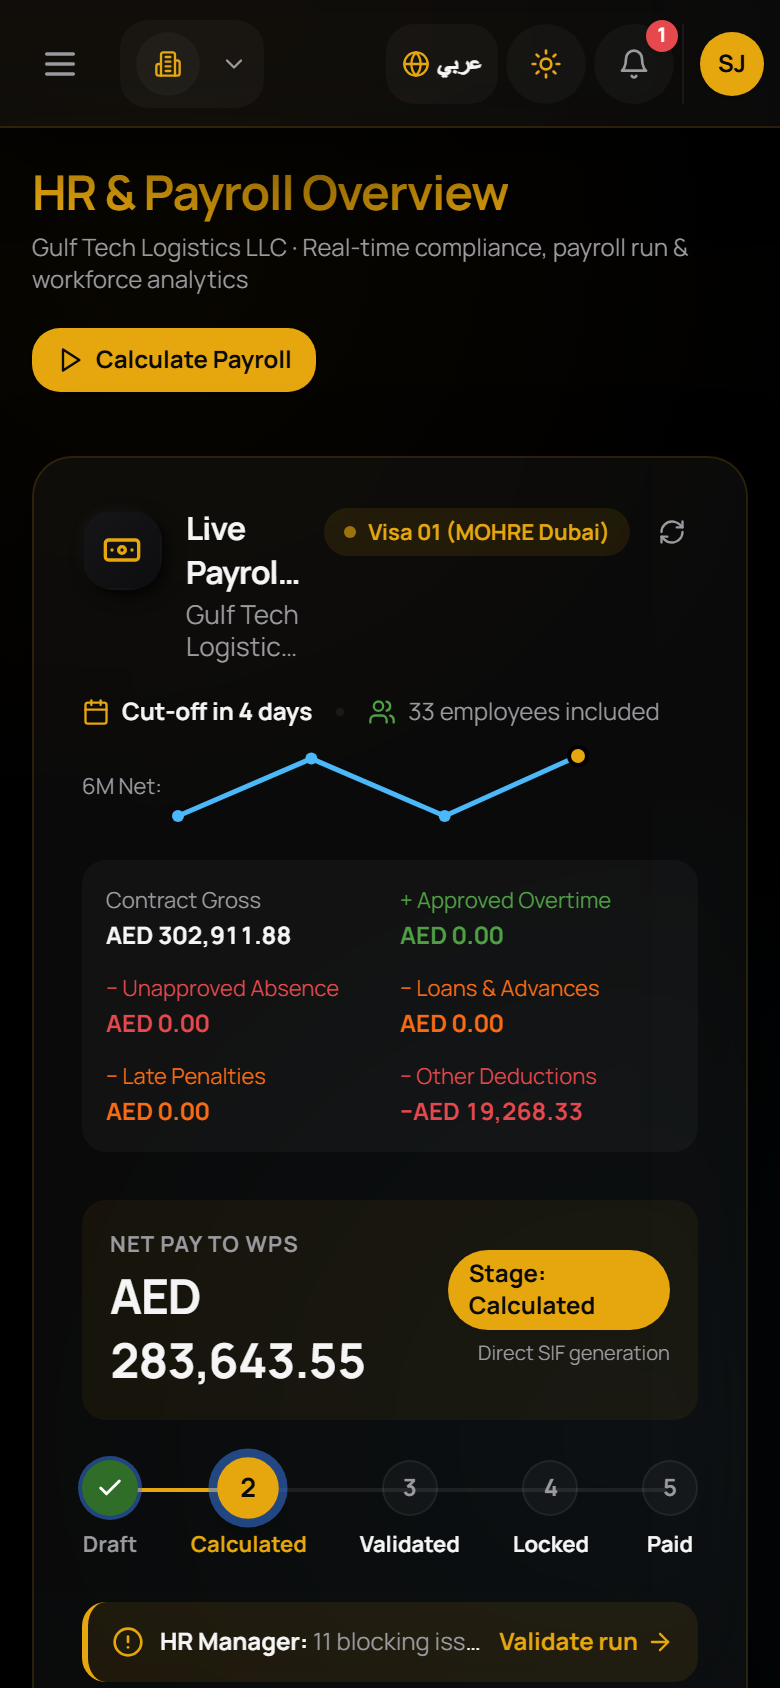 عربي
1
SJ
HR & Payroll Overview
Gulf Tech Logistics LLC · Real-time compliance, payroll run &
workforce analytics
Calculate Payroll
Live
Payrol...
Visa 01 (MOHRE Dubai)
Gulf Tech
Logistic...
Cut-off in 4 days
33 employees included
6M Net:
Contract Gross
+ Approved Overtime
AED 302,911.88
AED 0.00
− Unapproved Absence
− Loans & Advances
AED 0.00
AED 0.00
− Late Penalties
− Other Deductions
AED 0.00
−AED 19,268.33
NET PAY TO WPS
AED
283,643.55
Stage:
Calculated
Direct SIF generation
2
3
4
5
Draft
Calculated
Validated
Locked
Paid
HR Manager: 11 blocking iss...
Validate run →